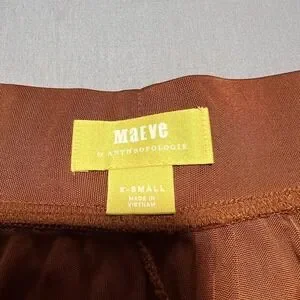 Maeve
BY ANTHROPOLOGIE
X-SMALL
MADE IN
VIETNAM